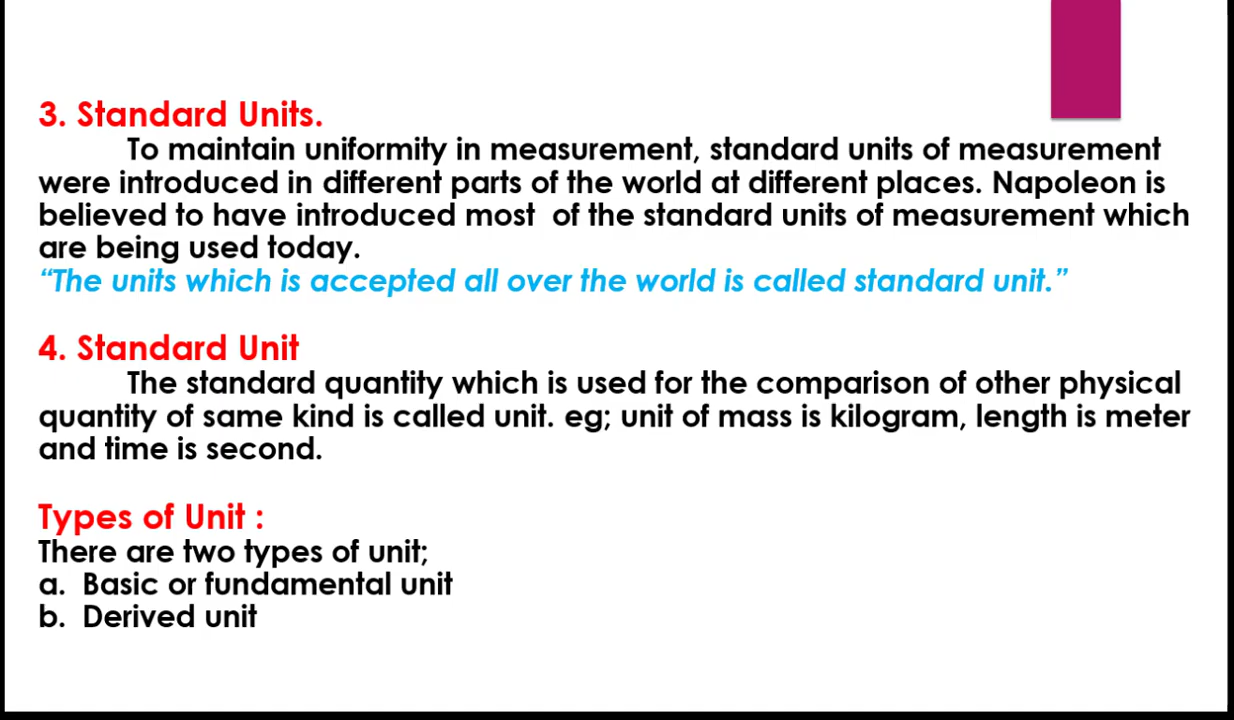 3. Standard Units.
To maintain uniformity in measurement, standard units of measurement
were introduced in different parts of the world at different places. Napoleon is
believed to have introduced most of the standard units of measurement which
are being used today.
“The units which is accepted all over the world is called standard unit.”
4. Standard Unit
The standard quantity which is used for the comparison of other physical
quantity of same kind is called unit. eg; unit of mass is kilogram, length is meter
and time is second.
Types of Unit :
There are two types of unit;
a. Basic or fundamental unit
b. Derived unit